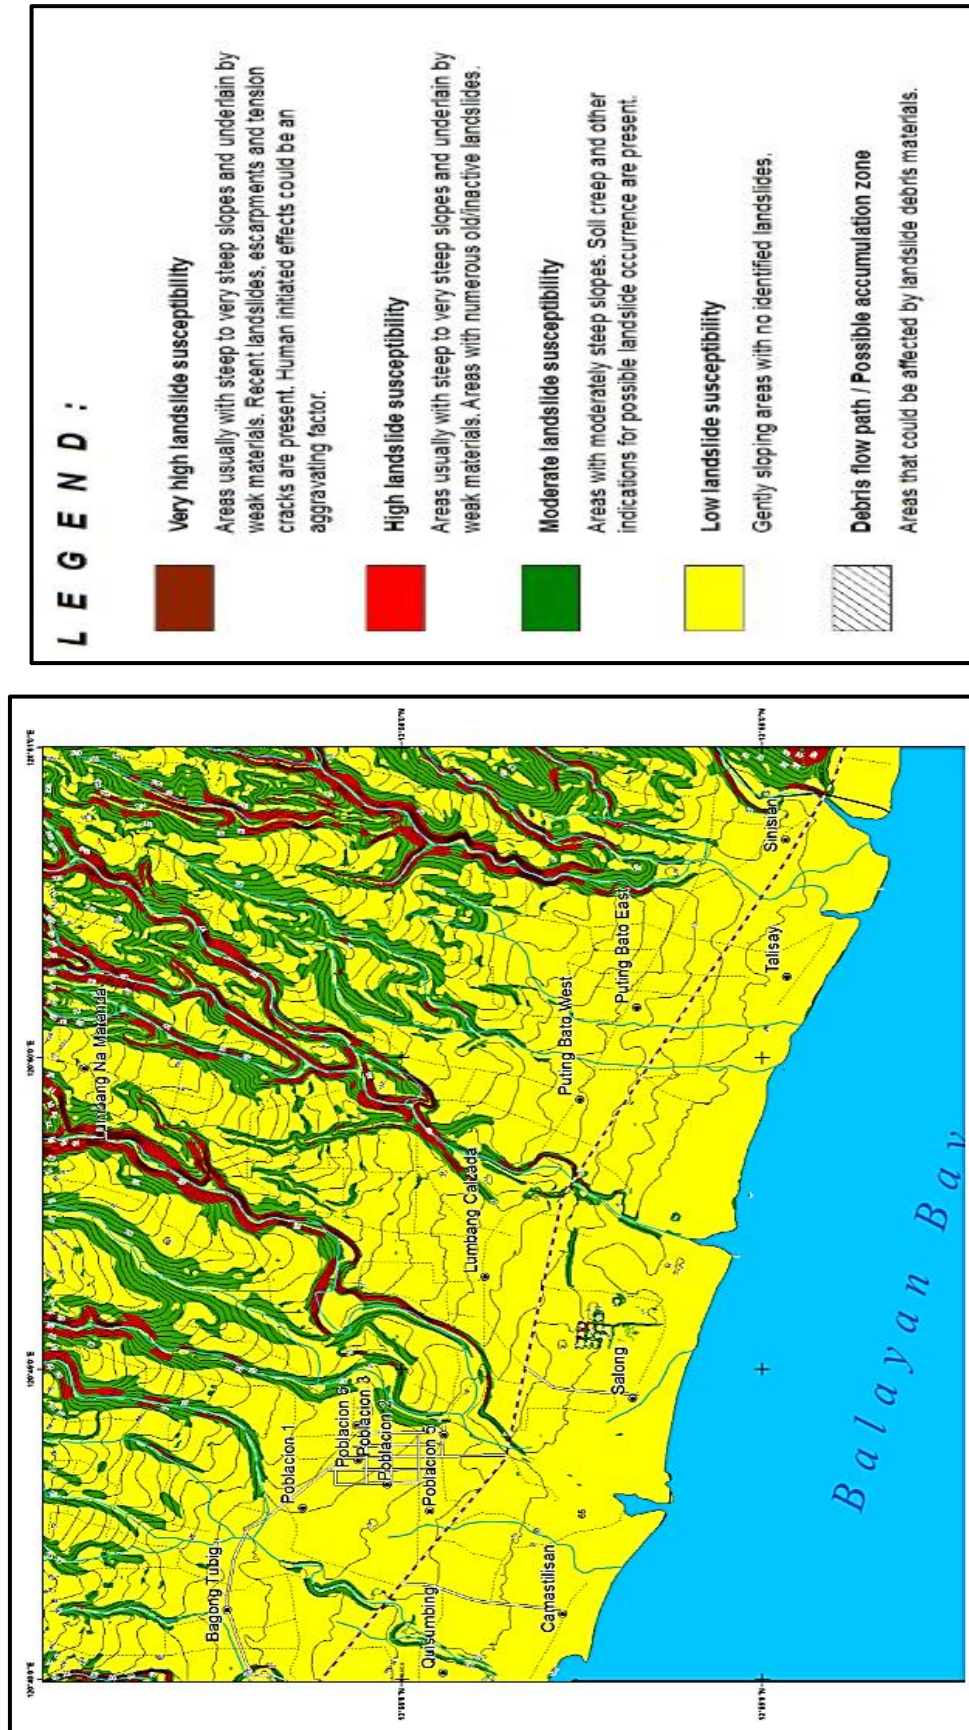 LEGEND:
Very high landslide susceptibility
Areas usually with steep to very steep slopes and underlain by
weak materials. Recent landslides, escarpments and tension
cracks are present. Human initiated effects could be an
aggravating factor.
High landslide susceptibility
Areas usually with steep to very steep slopes and underlain by
weak materials. Areas with numerous old/inactive landslides.
Moderate landslide susceptibility
Areas with moderately steep slopes. Soil creep and other
indications for possible landslide occurrence are present.
Low landslide susceptibility
Gently sloping areas with no identified landslides.
Debris flow path / Possible accumulation zone
Areas that could be affected by landslide debris materials.
Lumbang Na Matanda
Bagong Tubig
Poblacion 1
Poblacion 6
Poblacion 3
Poblacion 2
Poblacion 5
Quisumbing
Camastilisan
Lumbang Calzada
Salong
Puting Bato West
Puting Bato East
Talisay
Sinisian
65
Balayan Bay